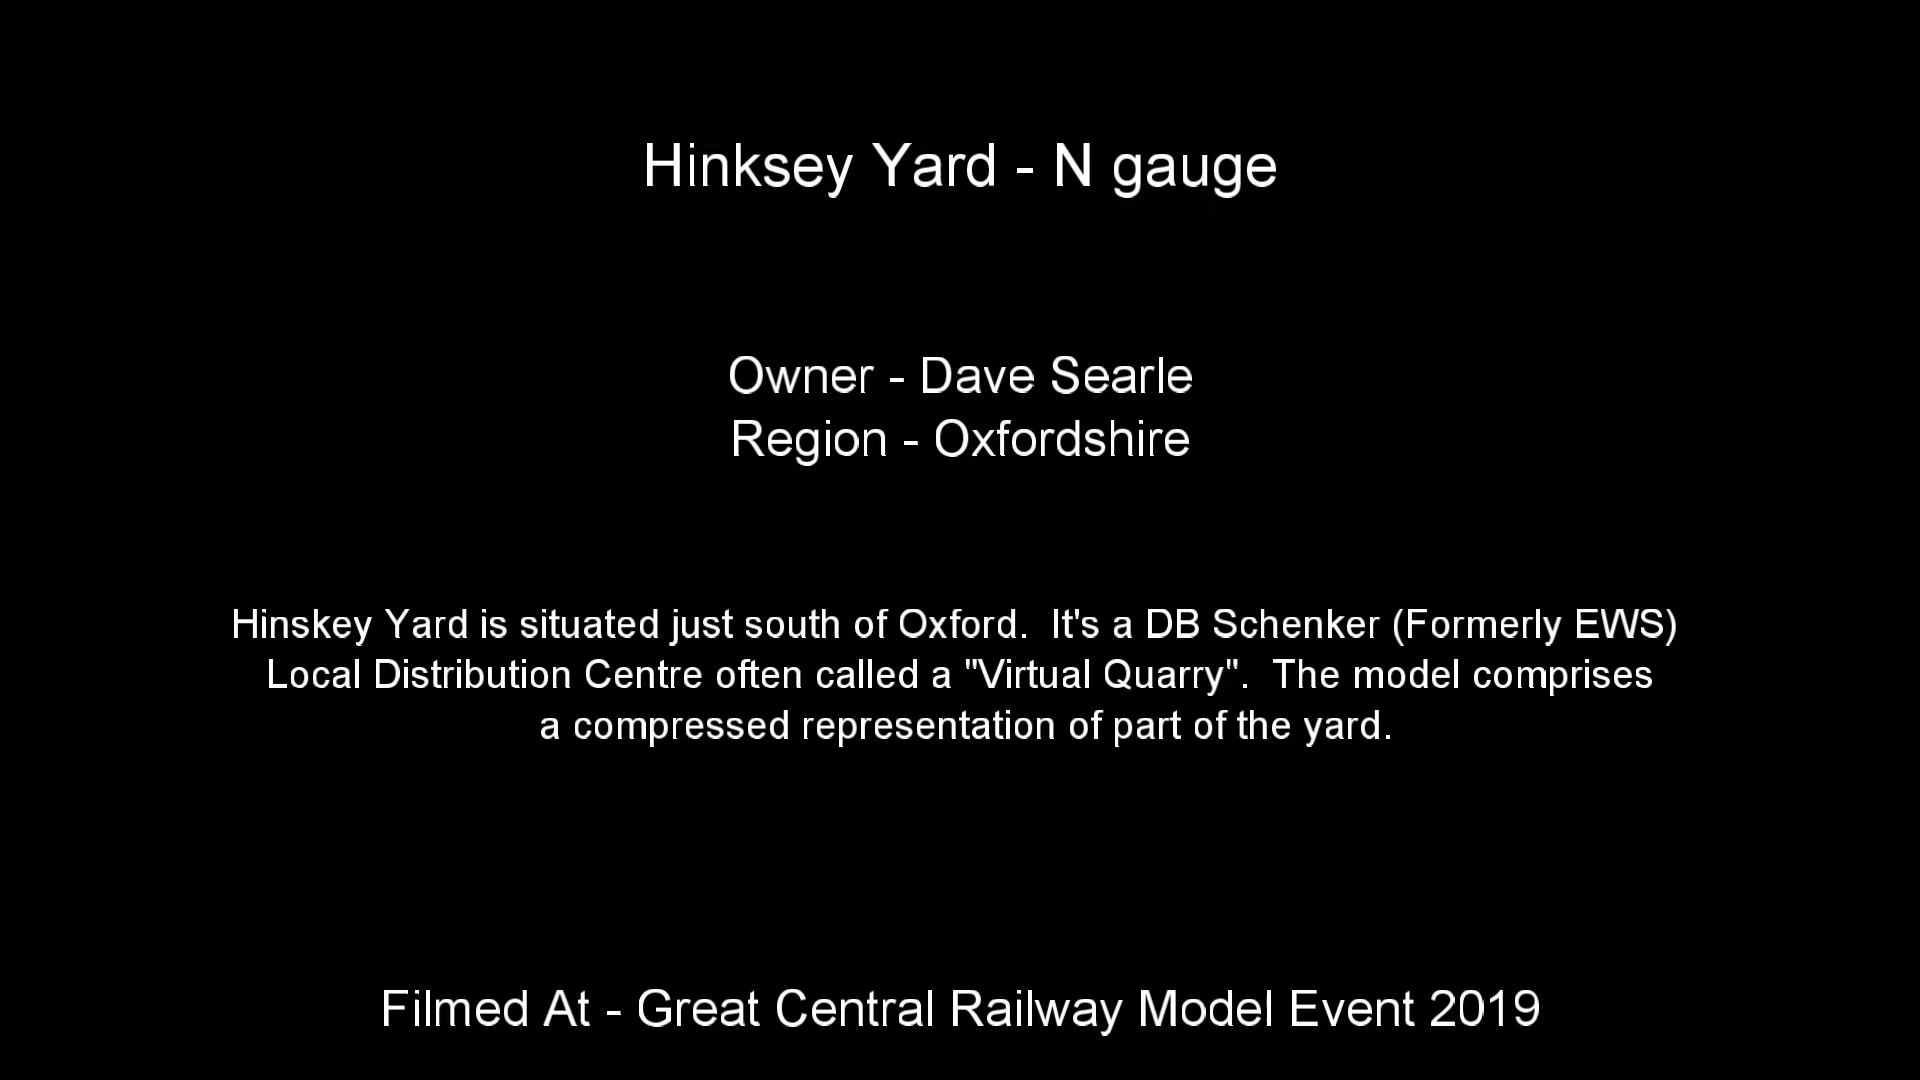 Hinksey Yard - N gauge
Owner - Dave Searle
Region - Oxfordshire
Hinskey Yard is situated just south of Oxford.  It's a DB Schenker (Formerly EWS)
Local Distribution Centre often called a "Virtual Quarry".  The model comprises
a compressed representation of part of the yard.
Filmed At - Great Central Railway Model Event 2019